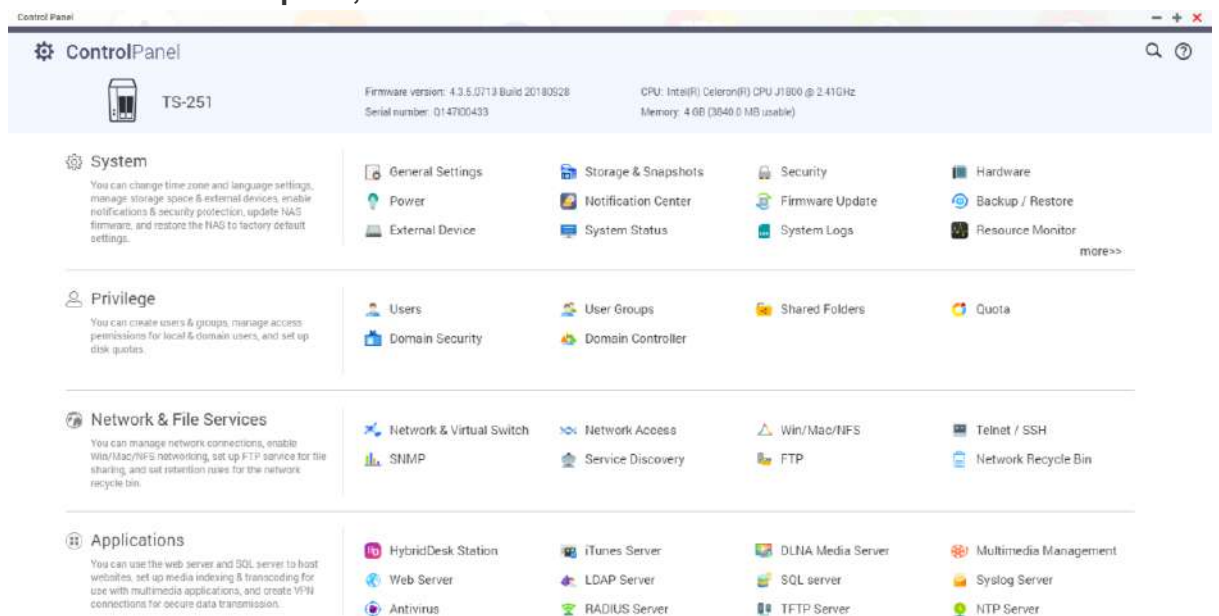 Control Panel
ControlPanel
TS-251
Firmware version: 4.3.5.0713 Build 20180928
CPU: Intel(R) Celeron(R) CPU J1800 @ 2.41GHz
Serial number: Q147I00433
Memory: 4 GB (3840.0 MB usable)
System
You can change time zone and language settings,
manage storage space & external devices, enable
notifications & security protection, update NAS
firmware, and restore the NAS to factory default
settings.
General Settings
Storage & Snapshots
Security
Hardware
Power
Notification Center
Firmware Update
Backup / Restore
External Device
System Status
System Logs
Resource Monitor
more>>
Privilege
You can create users & groups, manage access
permissions for local & domain users, and set up
disk quotas.
Users
User Groups
Shared Folders
Quota
Domain Security
Domain Controller
Network & File Services
You can manage network connections, enable
Win/Mac/NFS networking, set up FTP service for file
sharing, and set retention rules for the network
recycle bin.
Network & Virtual Switch
Network Access
Win/Mac/NFS
Telnet / SSH
SNMP
Service Discovery
FTP
Network Recycle Bin
Applications
You can use the web server and SQL server to host
websites, set up media indexing & transcoding for
use with multimedia applications, and create VPN
connections for secure data transmission.
HybridDesk Station
iTunes Server
DLNA Media Server
Multimedia Management
Web Server
LDAP Server
SQL server
Syslog Server
Antivirus
RADIUS Server
TFTP Server
NTP Server